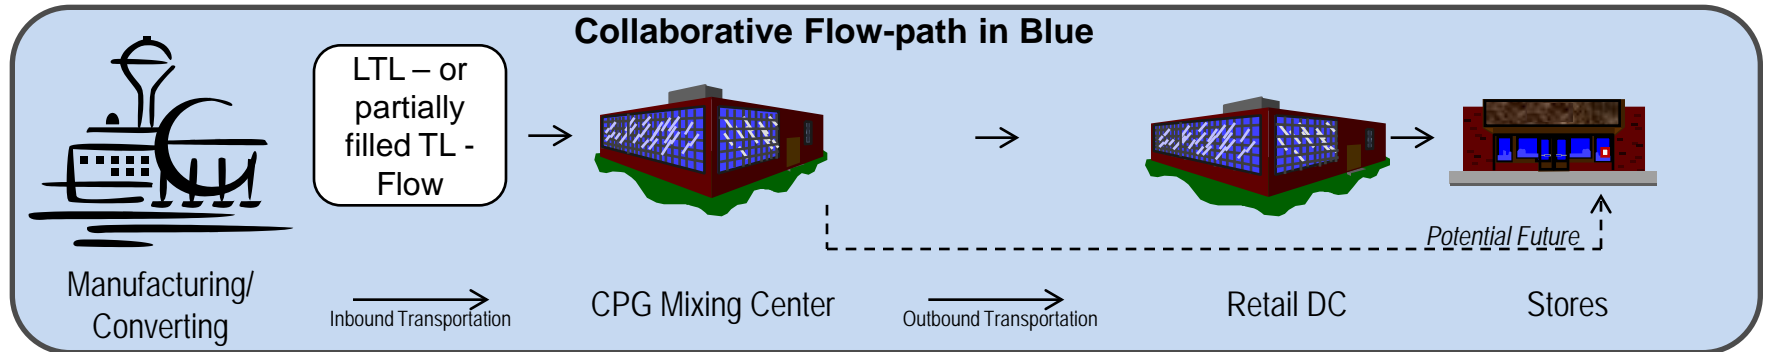 Collaborative Flow-path in Blue
LTL – or
partially
filled TL -
Flow
Potential Future
Manufacturing/
Converting
Inbound Transportation
CPG Mixing Center
Outbound Transportation
Retail DC
Stores